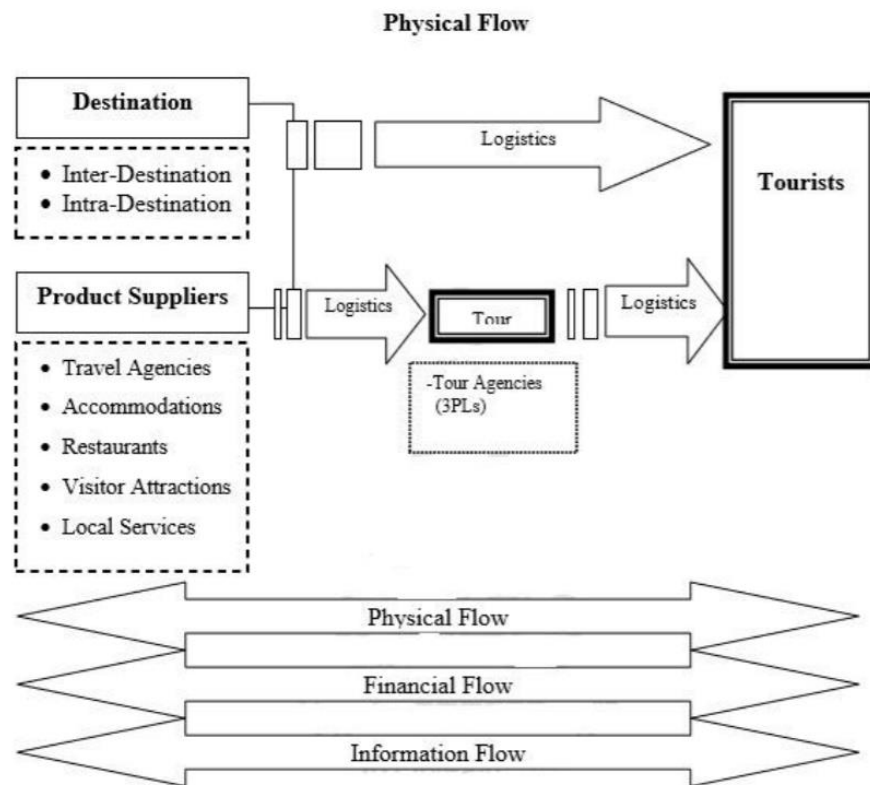 Physical Flow
Destination
• Inter-Destination
• Intra-Destination
Logistics
Tourists
Product Suppliers
Logistics
Tour
Logistics
• Travel Agencies
• Accommodations
• Restaurants
• Visitor Attractions
• Local Services
-Tour Agencies
(3PLs)
Physical Flow
Financial Flow
Information Flow